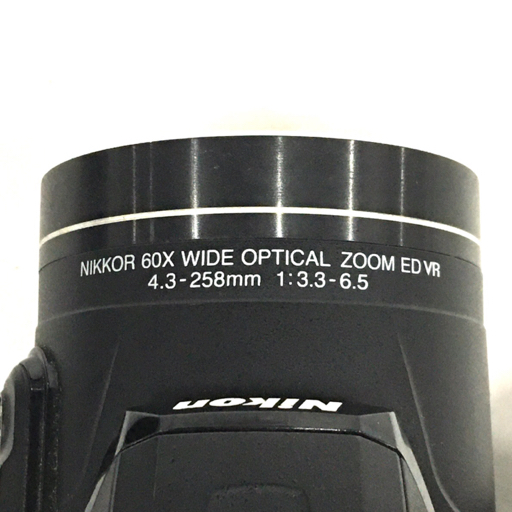 NIKKOR 60X WIDE OPTICAL ZOOM ED VR
4.3-258mm 1:3.3-6.5
Nikon